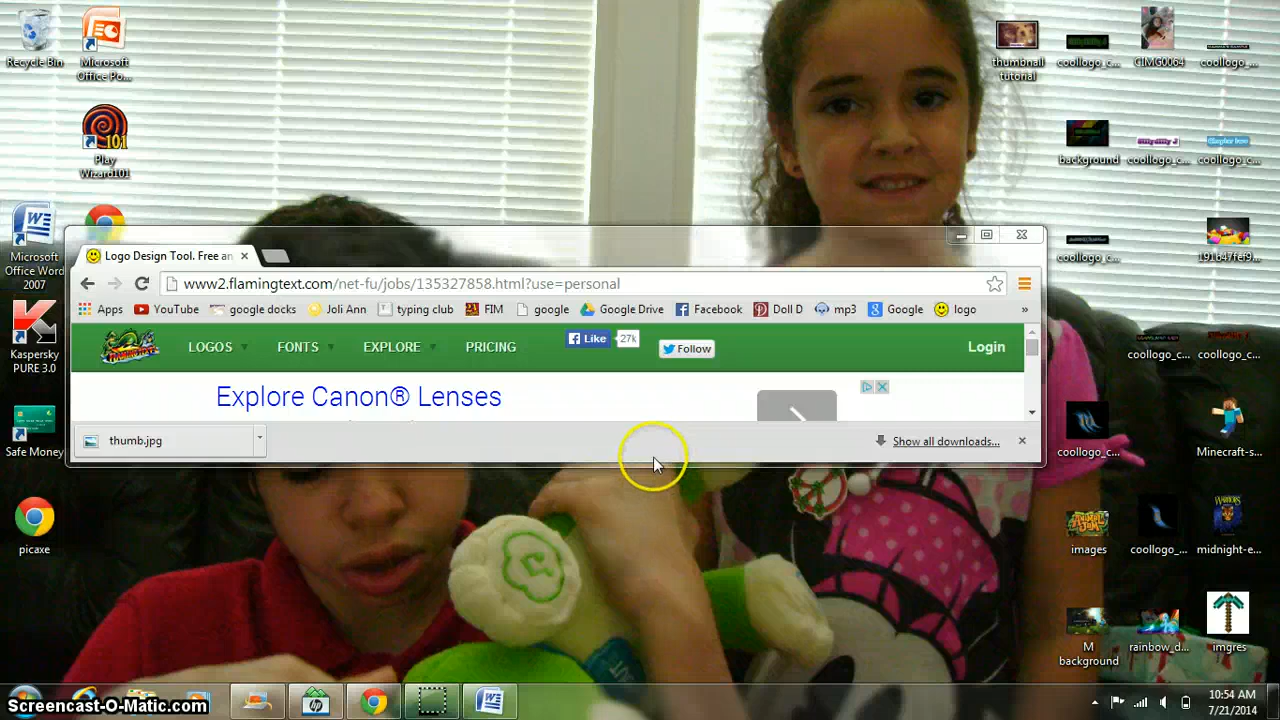 Recycle Bin
Microsoft
Office Po...
Play
Wizard101
Microsoft
Office Word
2007
Kaspersky
PURE 3.0
Safe Money
picaxe
thumbnail
tutorial
coollogo_c...
CIMG0064
coollogo_c...
background
coollogo_c...
coollogo_c...
coollogo_c...
191647fef9...
coollogo_c...
coollogo_c...
coollogo_c...
Minecraft-s...
images
coollogo_c...
midnight-e...
M
background
rainbow_d...
imgres
Logo Design Tool. Free an
www2.flamingtext.com/net-fu/jobs/135327858.html?use=personal
Apps YouTube google docks Joli Ann typing club FIM google Google Drive Facebook Doll D mp3 Google logo »
LOGOS FONTS EXPLORE PRICING Like 27k Follow Login
Explore Canon® Lenses
thumb.jpg Show all downloads...
10:54 AM
7/21/2014
Screencast-O-Matic.com